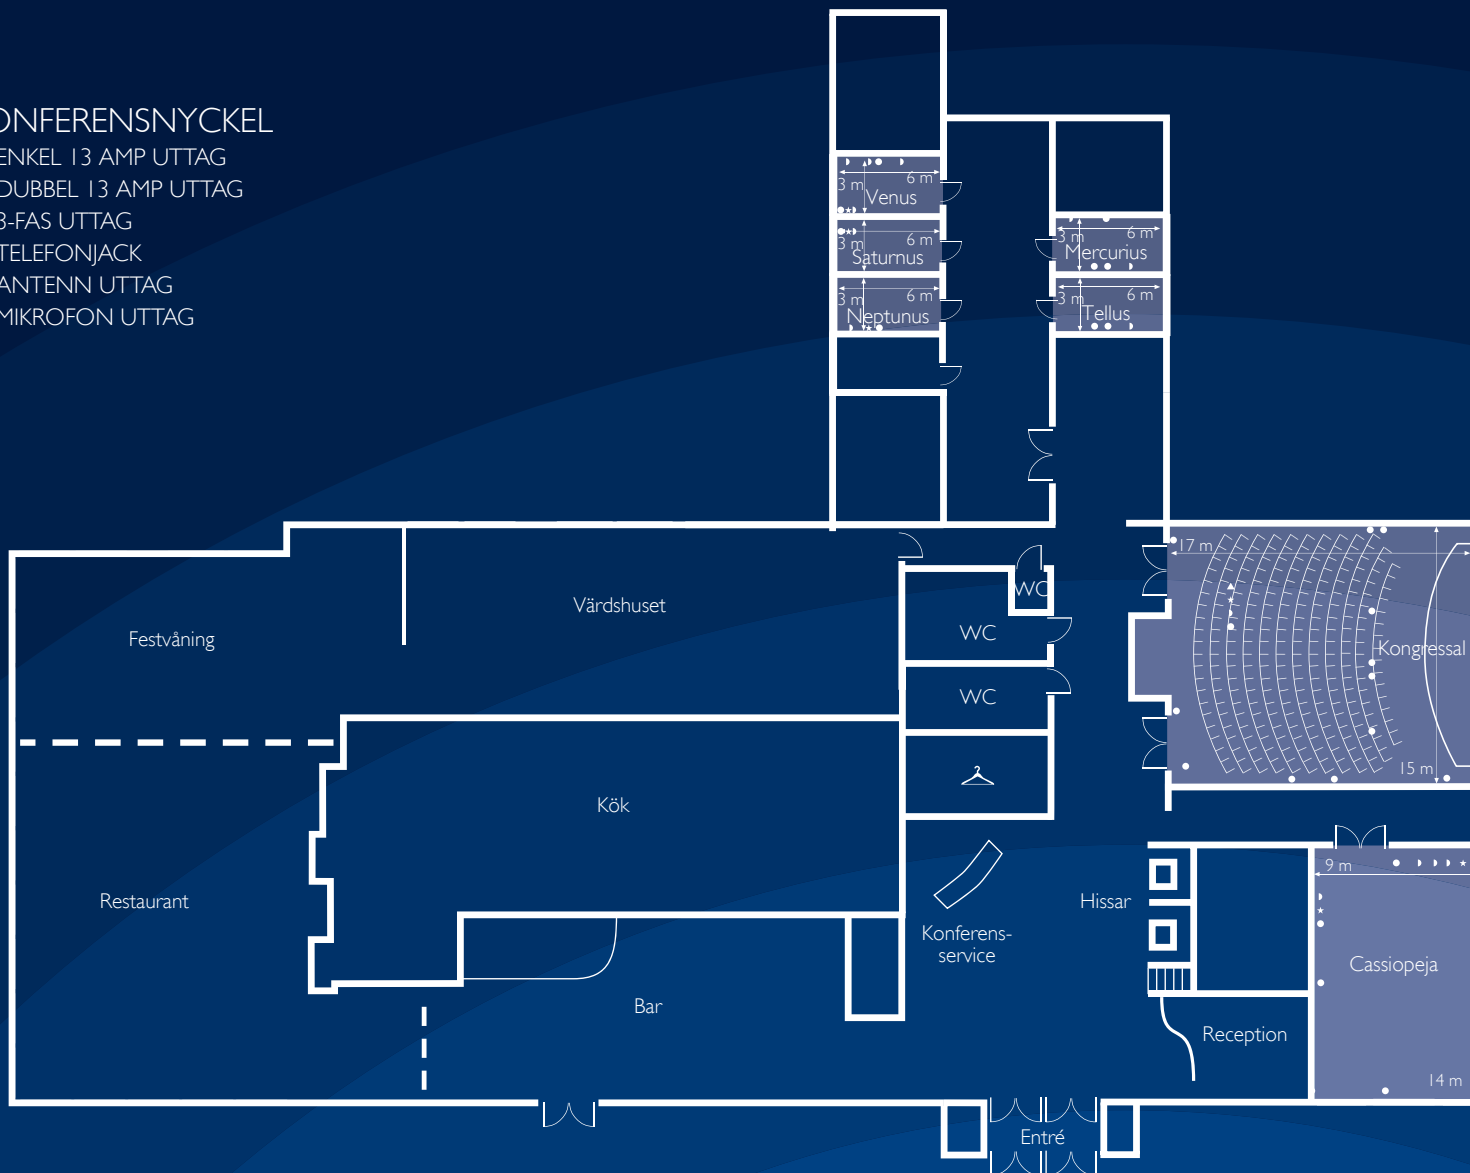 ONFERENSNYCKEL
ENKEL 13 AMP UTTAG
DUBBEL 13 AMP UTTAG
3-FAS UTTAG
TELEFONJACK
ANTENN UTTAG
MIKROFON UTTAG
3 m
6 m
Venus
3 m
6 m
Saturnus
3 m
6 m
Neptunus
3 m
6 m
Mercurius
3 m
6 m
Tellus
17 m
Kongressal
15 m
Värdshuset
Festvåning
WC
WC
WC
Kök
Restaurant
Konferens-
service
Hissar
9 m
Cassiopeja
14 m
Bar
Reception
Entré